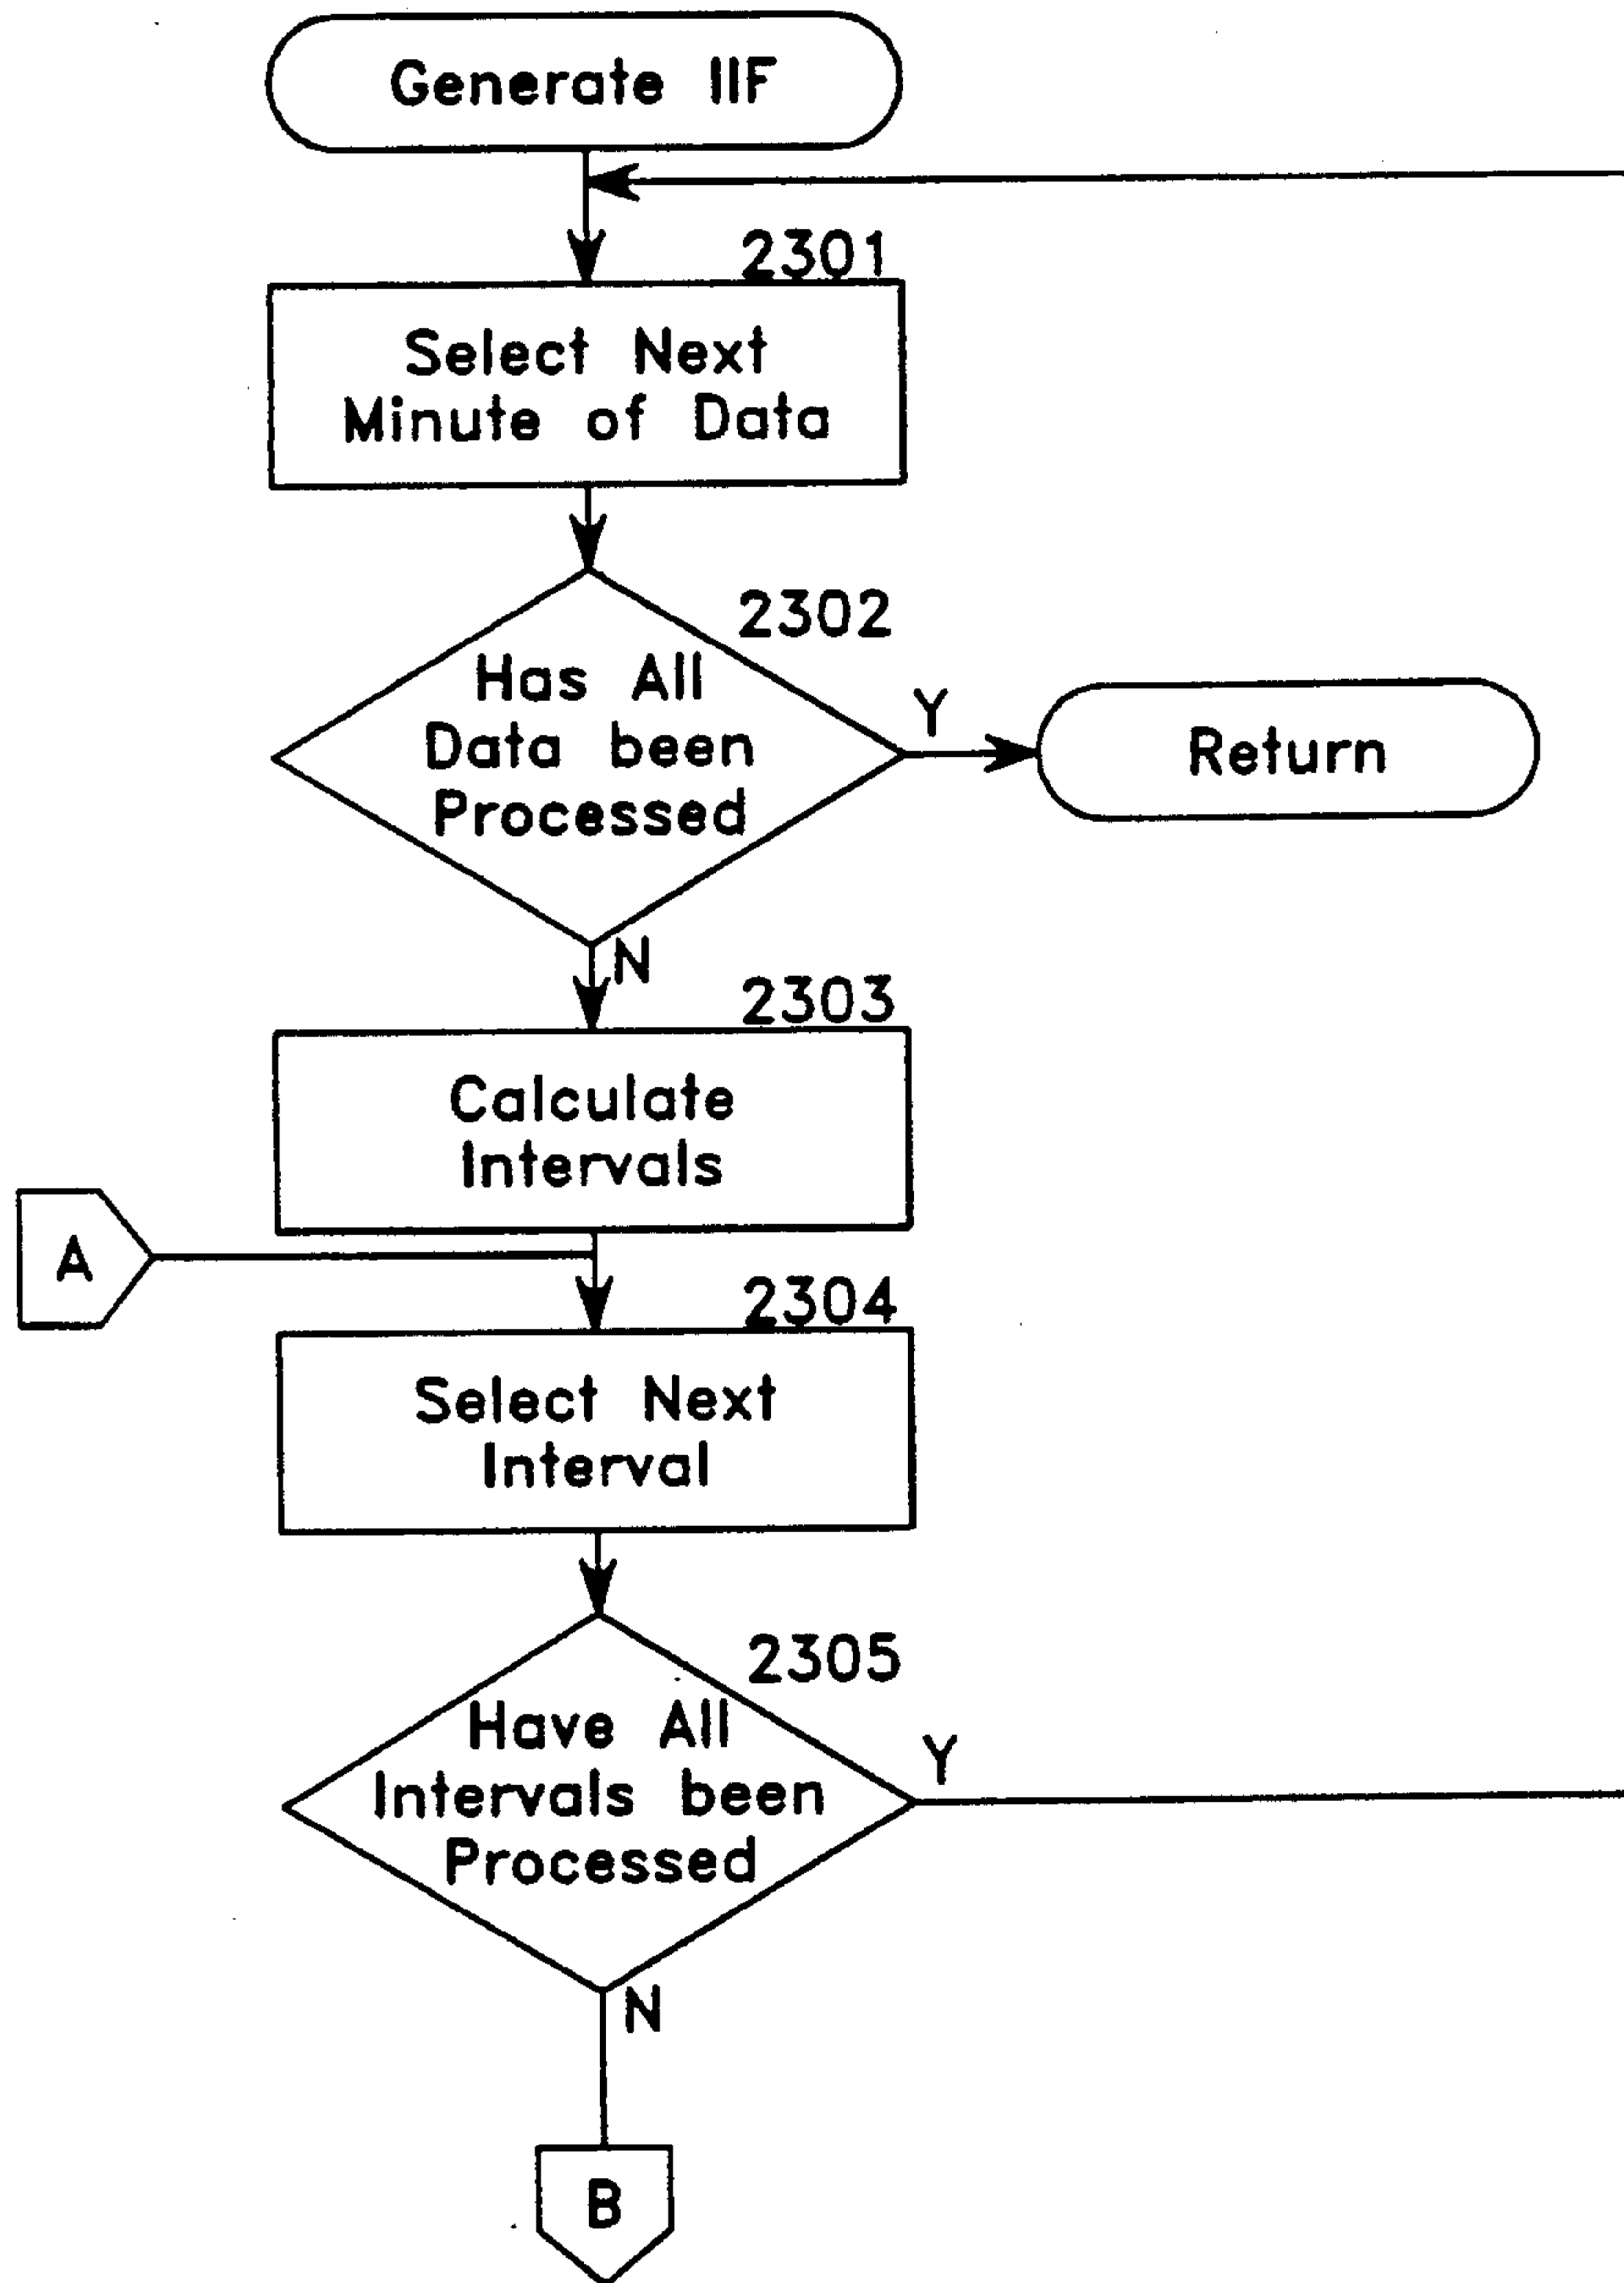 Generate IIF
2301
Select Next
Minute of Data
2302
Has All
Data been
Processed
Y
Return
N
2303
Calculate
Intervals
A
2304
Select Next
Interval
2305
Have All
Intervals been
Processed
Y
N
B